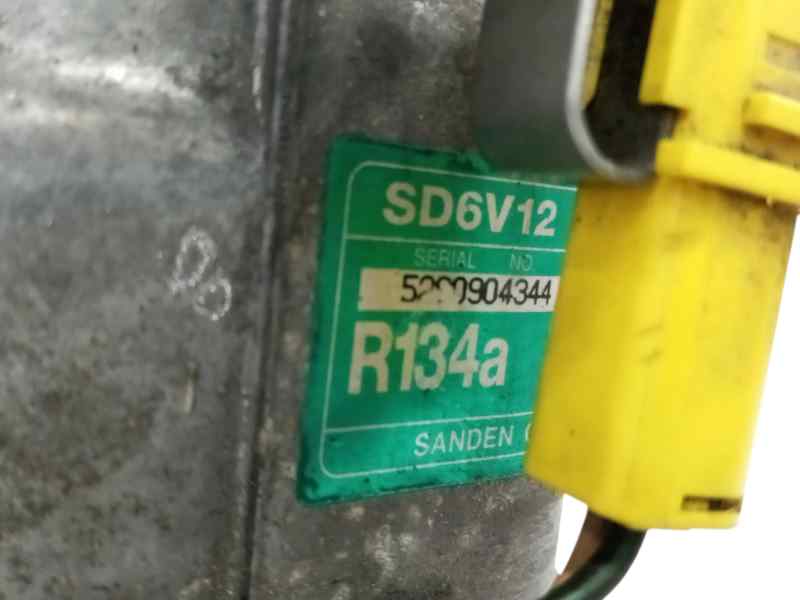 SD6V12
SERIAL NO.
R134a
SANDEN